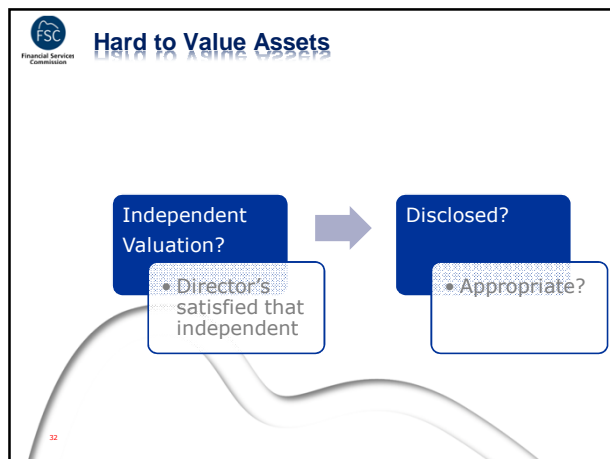 FSC
Financial Services
Commission
Hard to Value Assets
Independent
Valuation?
• Director's
satisfied that
independent
Disclosed?
• Appropriate?
32